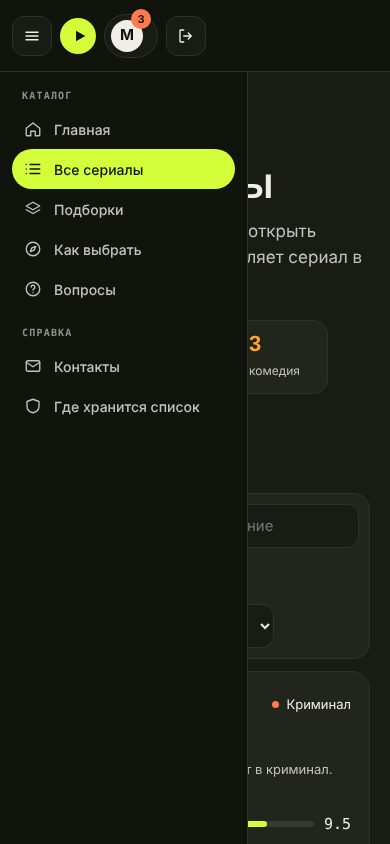 М
3
КАТАЛОГ
Главная
Все сериалы
Подборки
Как выбрать
Вопросы
СПРАВКА
Контакты
Где хранится список
ы
открыть
ляет сериал в
3
комедия
ние
Криминал
т в криминал.
9.5